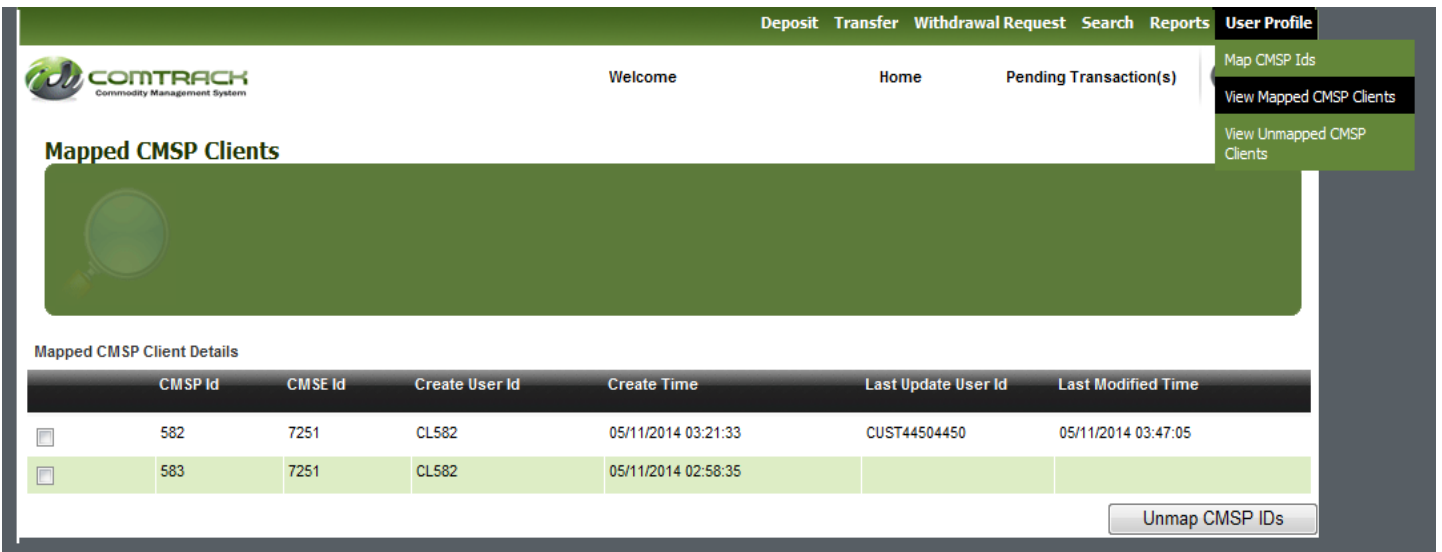 Deposit Transfer Withdrawal Request Search Reports User Profile
COMTRACK
Commodity Management System
Welcome Home Pending Transaction(s)
Map CMSP Ids
View Mapped CMSP Clients
View Unmapped CMSP
Clients
Mapped CMSP Clients
Mapped CMSP Client Details
CMSP Id CMSE Id Create User Id Create Time Last Update User Id Last Modified Time
582 7251 CL582 05/11/2014 03:21:33 CUST44504450 05/11/2014 03:47:05
583 7251 CL582 05/11/2014 02:58:35
Unmap CMSP IDs